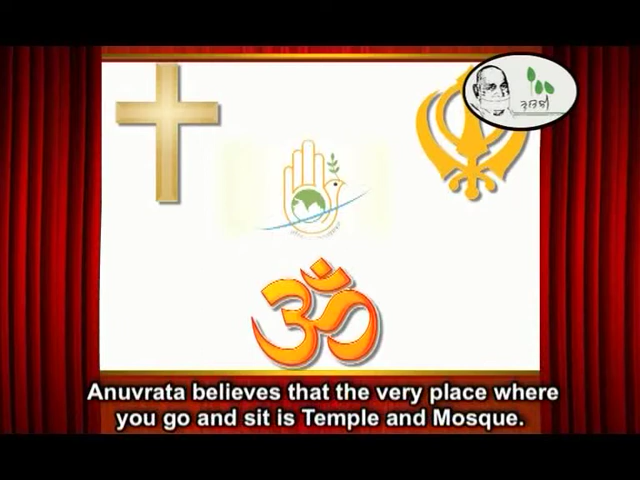 Anuvrata believes that the very place where
you go and sit is Temple and Mosque.